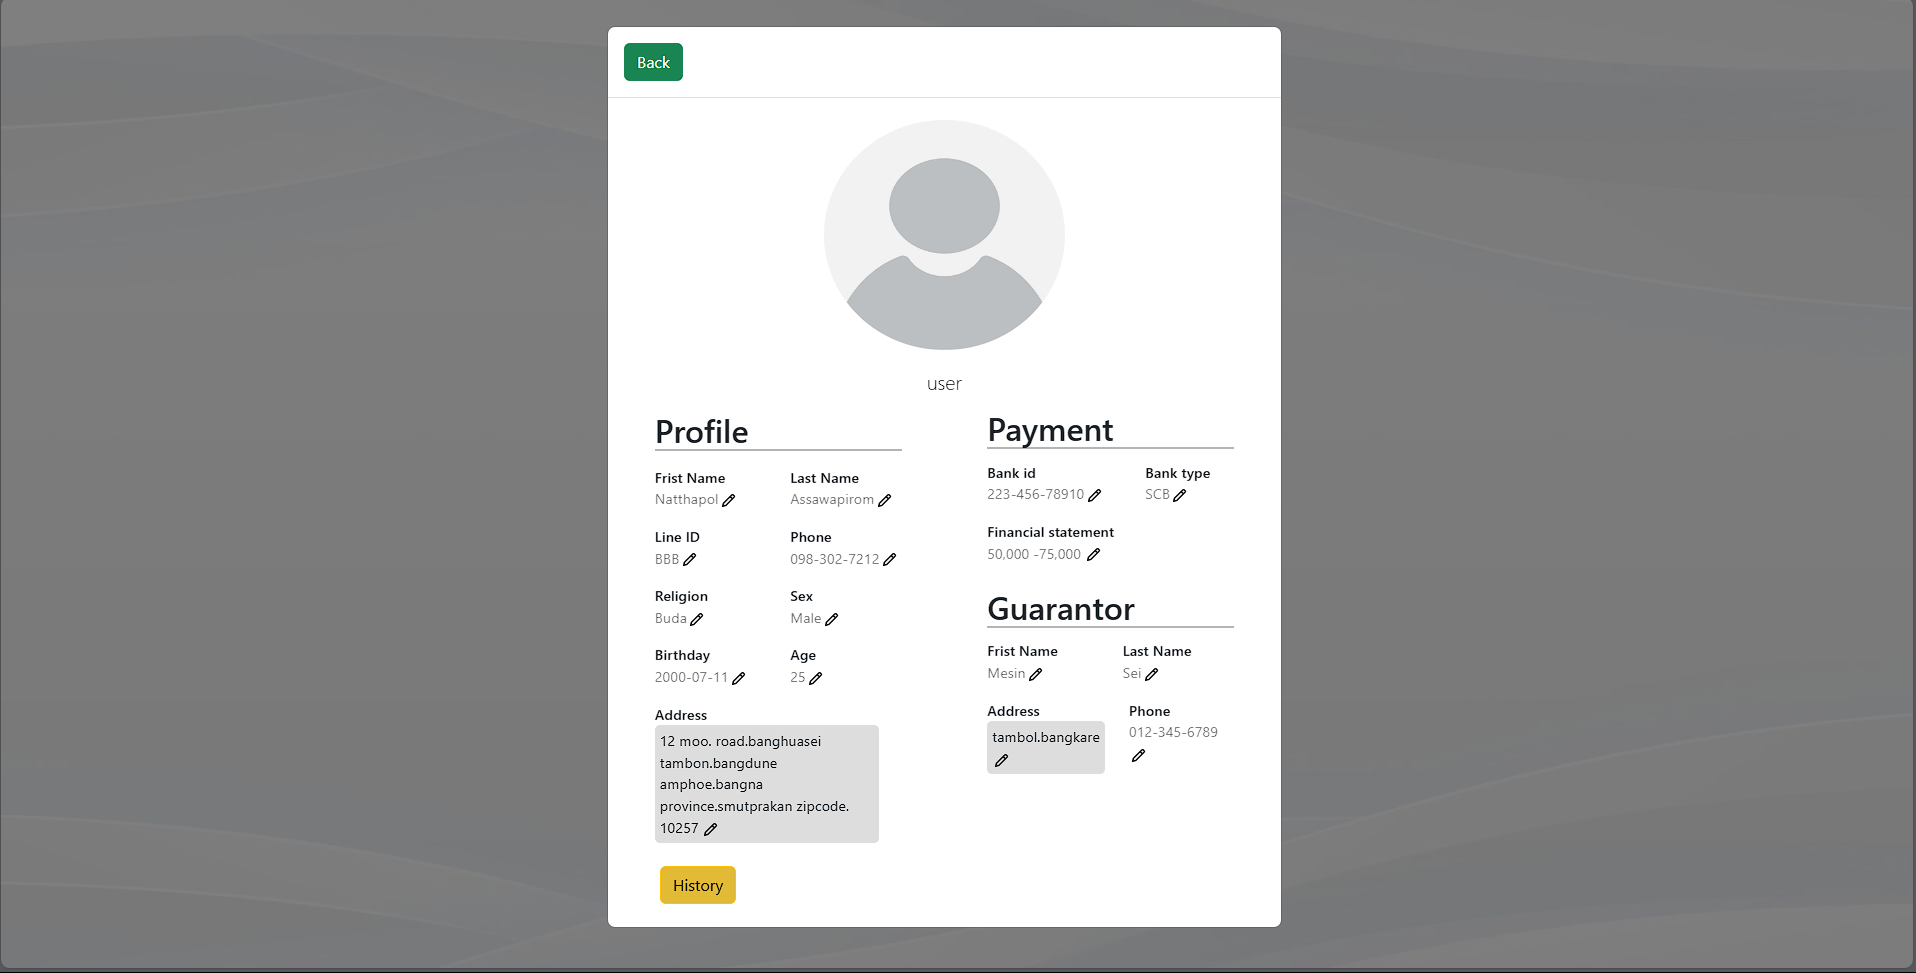 Back
user
Profile
Frist Name
Last Name
Natthapol
Assawapirom
Line ID
Phone
BBB
098-302-7212
Religion
Sex
Buda
Male
Birthday
Age
2000-07-11
25
Address
12 moo. road.banghuasei
tambon.bangdune
amphoe.bangna
province.smutprakan zipcode.
10257
History
Payment
Bank id
Bank type
223-456-78910
SCB
Financial statement
50,000 -75,000
Guarantor
Frist Name
Last Name
Mesin
Sei
Address
Phone
tambol.bangkare
012-345-6789